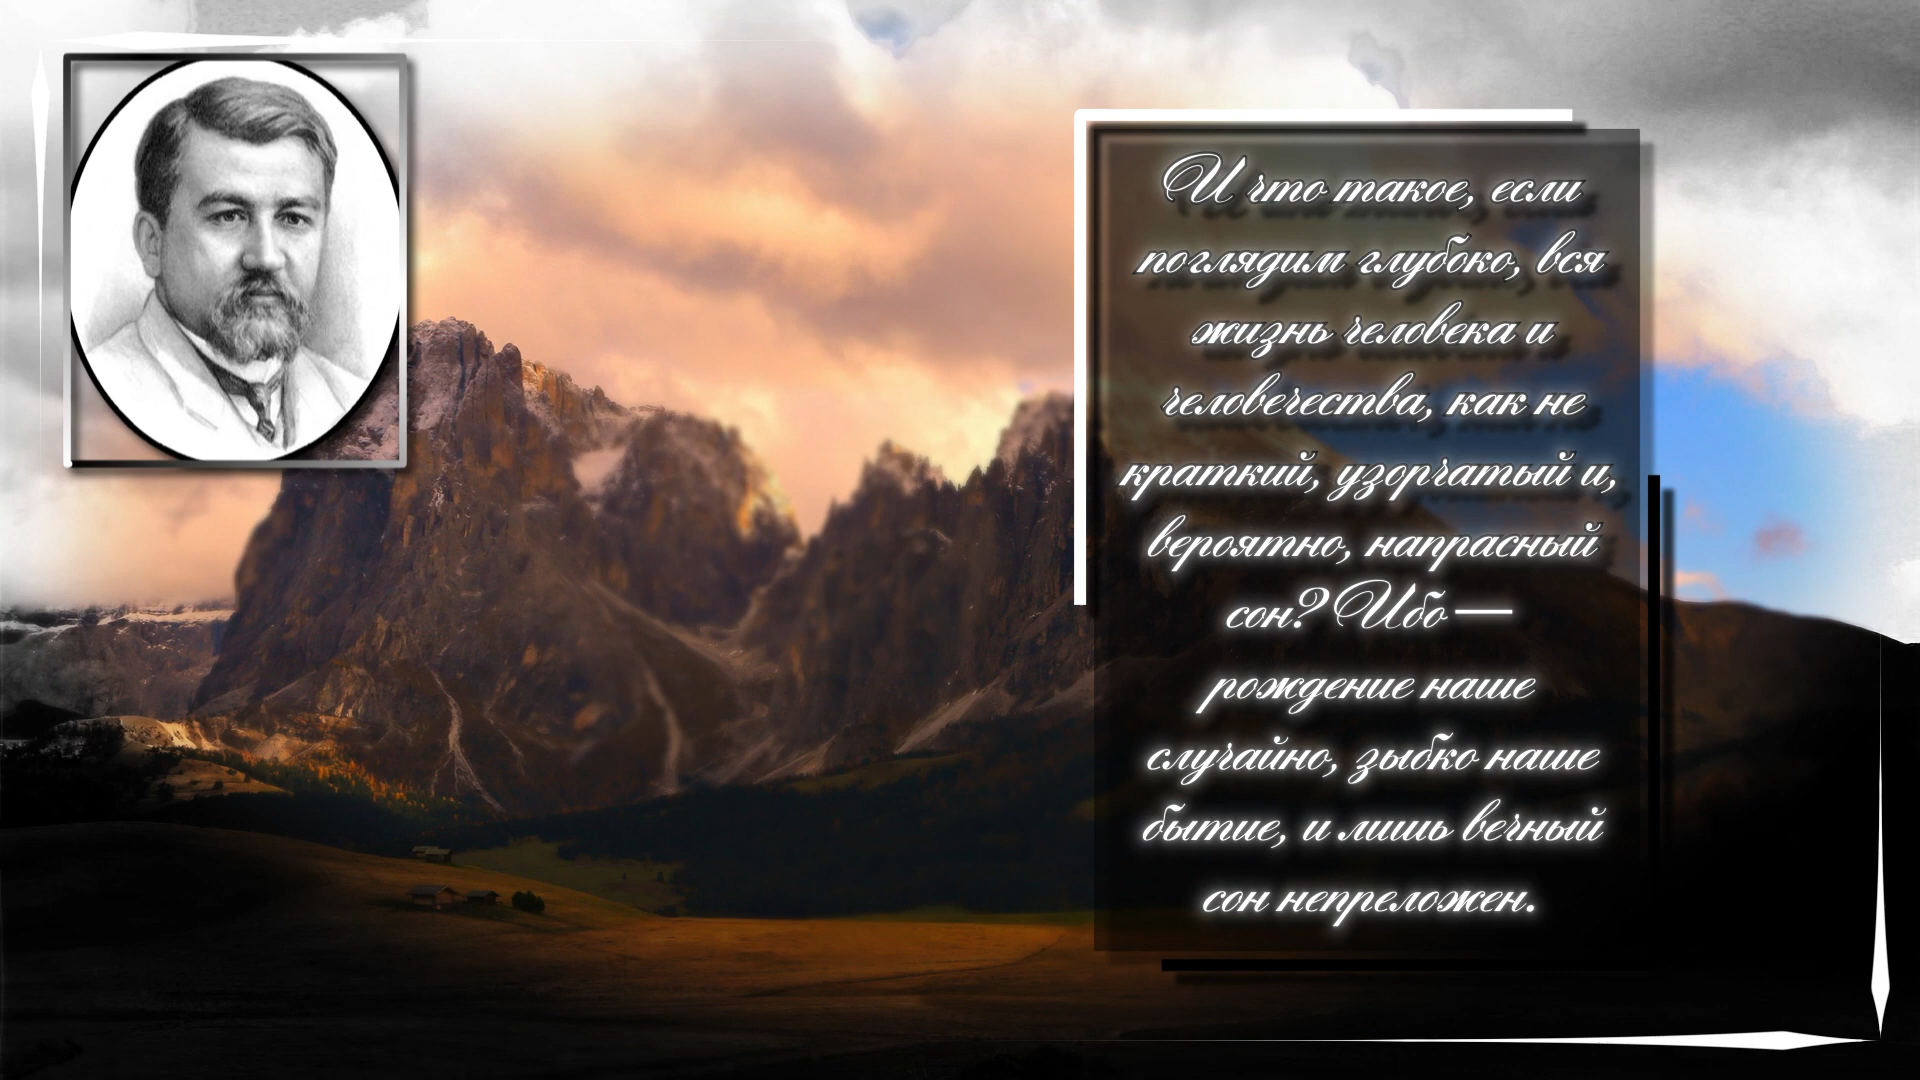 И что такое, если
поглядим глубоко, вся
жизнь человека и
человечества, как не
краткий, узорчатый и,
вероятно, напрасный
сон? Ибо —
рождение наше
случайно, зыбко наше
бытие, и лишь вечный
сон непреложен.